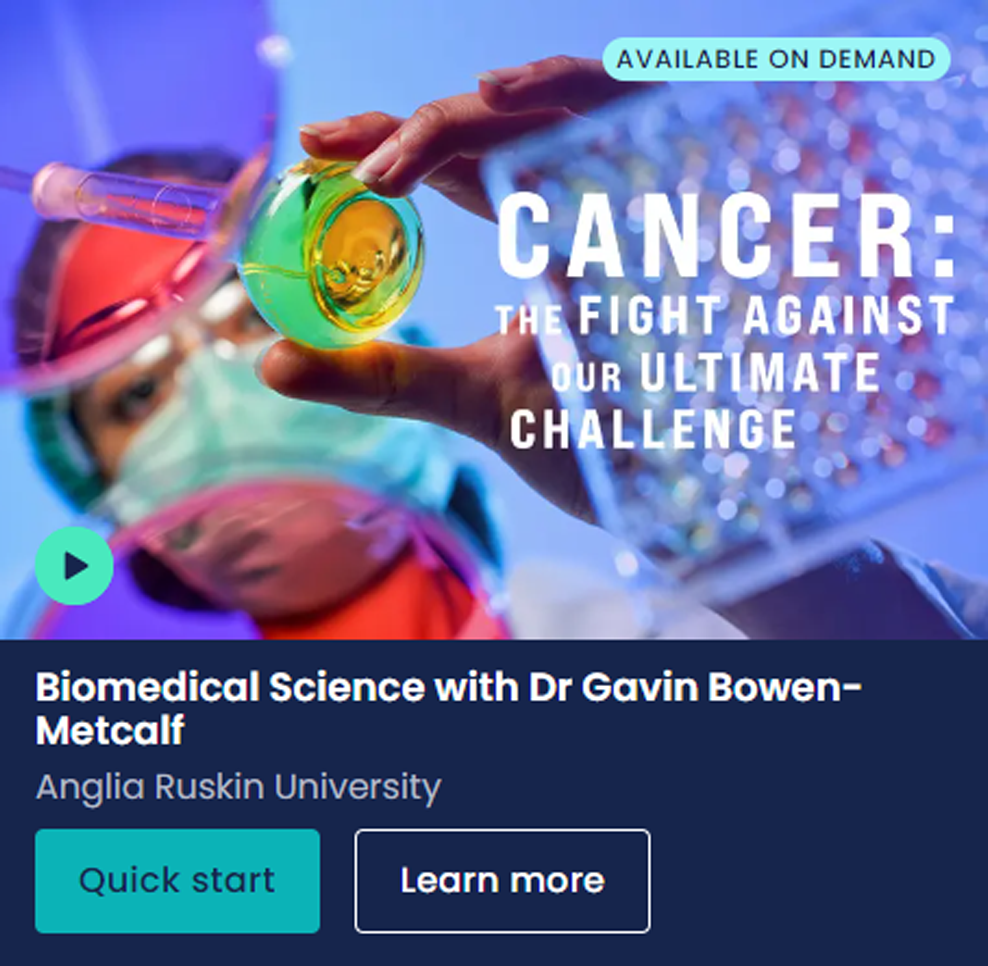 AVAILABLE ON DEMAND
CANCER:
THE FIGHT AGAINST
OUR ULTIMATE
CHALLENGE
Biomedical Science with Dr Gavin Bowen-
Metcalf
Anglia Ruskin University
Quick start
Learn more